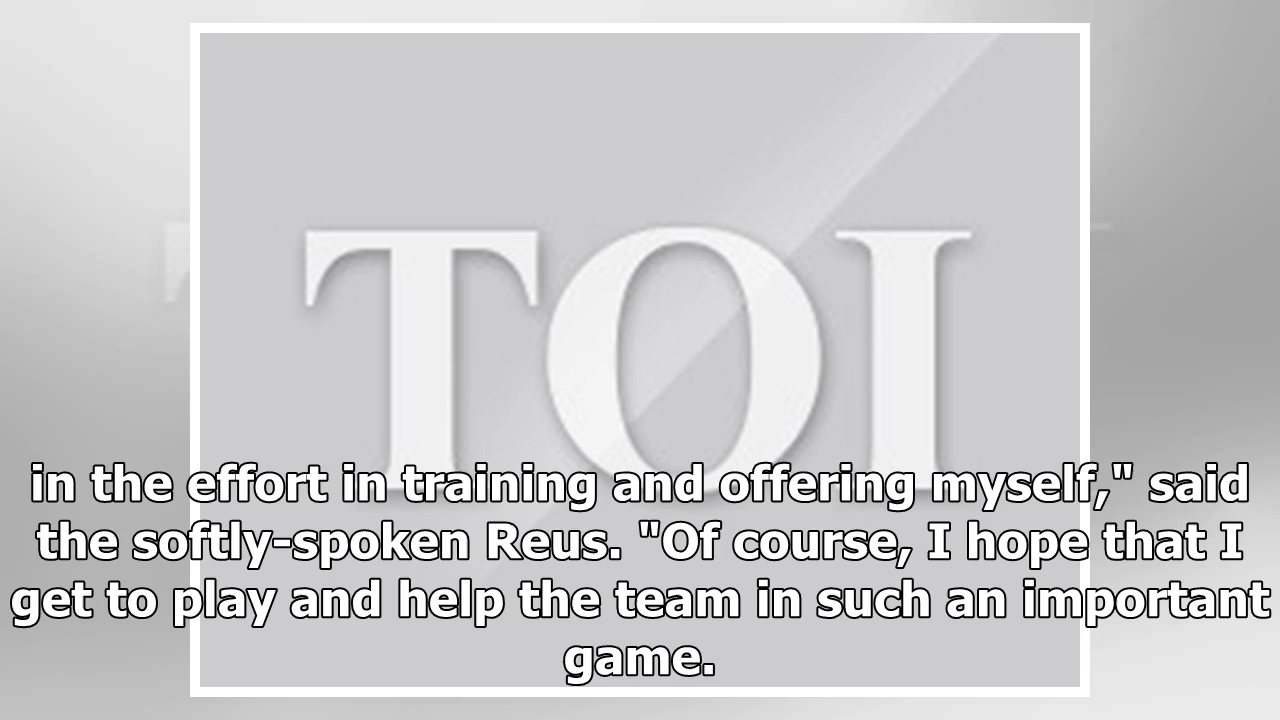 TOI
in the effort in training and offering myself," said
the softly-spoken Reus. "Of course, I hope that I
get to play and help the team in such an important
game.